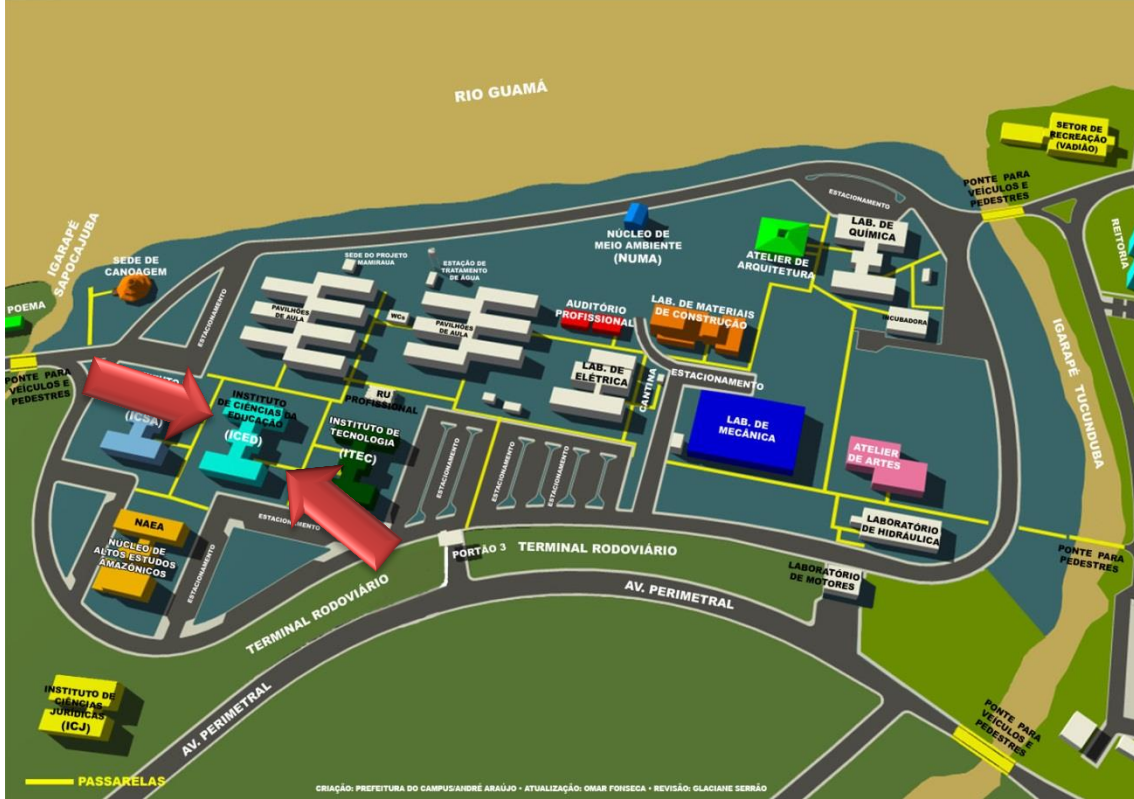 RIO GUAMÁ
SETOR DE
RECREAÇÃO
(VADIÃO)
PONTE PARA
VEÍCULOS E
PEDESTRES
ESTACIONAMENTO
LAB. DE
QUÍMICA
REITORIA
IGARAPÉ
SAPOCAJUBA
SEDE DE
CANOAGEM
NÚCLEO DE
MEIO AMBIENTE
(NUMA)
ATELIER DE
ARQUITETURA
SEDE DO PROJETO
MAMIRAUA
ESTAÇÃO DE
TRATAMENTO
DE ÁGUA
POEMA
ESTACIONAMENTO
PAVILHÕES
DE AULA
WCs
PAVILHÕES
DE AULA
AUDITÓRIO
PROFISSIONAL
LAB. DE MATERIAIS
DE CONSTRUÇÃO
INCUBADORA
IGARAPÉ TUCUNDUBA
PONTE PARA
VEÍCULOS E
PEDESTRES
LAB. DE
ELÉTRICA
CANTINA
ESTACIONAMENTO
(ICSA)
INSTITUTO
DE CIÊNCIAS DA
EDUCAÇÃO
(ICED)
RU
PROFISSIONAL
INSTITUTO DE
TECNOLOGIA
(ITEC)
LAB. DE
MECÂNICA
ATELIER
DE ARTES
ESTACIONAMENTO
ESTACIONAMENTO
NAEA
NÚCLEO DE
ALTOS ESTUDOS
AMAZÔNICOS
ESTACIONAMENTO
ESTACIONAMENTO
LABORATÓRIO
DE HIDRÁULICA
PORTÃO 3
TERMINAL RODOVIÁRIO
PONTE PARA
PEDESTRES
LABORATÓRIO
DE MOTORES
TERMINAL RODOVIÁRIO
AV. PERIMETRAL
INSTITUTO DE
CIÊNCIAS
JURÍDICAS
(ICJ)
AV. PERIMETRAL
PONTE PARA
VEÍCULOS E
PEDESTRES
PASSARELAS
CRIAÇÃO: PREFEITURA DO CAMPUS/ANDRÉ ARAÚJO • ATUALIZAÇÃO: OMAR FONSECA • REVISÃO: GLACIANE SERRÃO